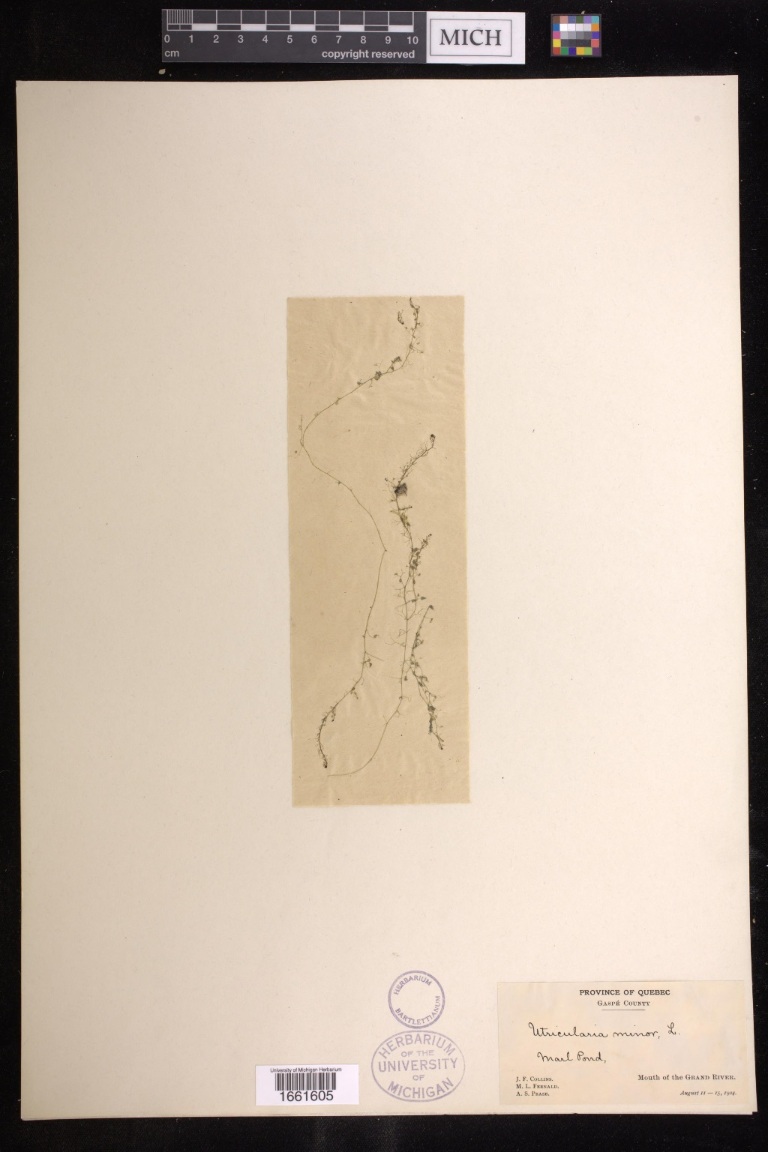 0 1 2 3 4 5 6 7 8 9 10
cm
copyright reserved
MICH
HERBARIUM
BARTLETTIANUM
HERBARIUM
OF THE
UNIVERSITY
OF
MICHIGAN
University of Michigan Herbarium
1661605
PROVINCE OF QUEBEC
GASPÉ COUNTY
Utricularia minor, L.
Marl Pond,
J. F. COLLINS.
M. L. FERNALD.
A. S. PEASE.
Mouth of the GRAND RIVER.
August 11 — 15, 1904.